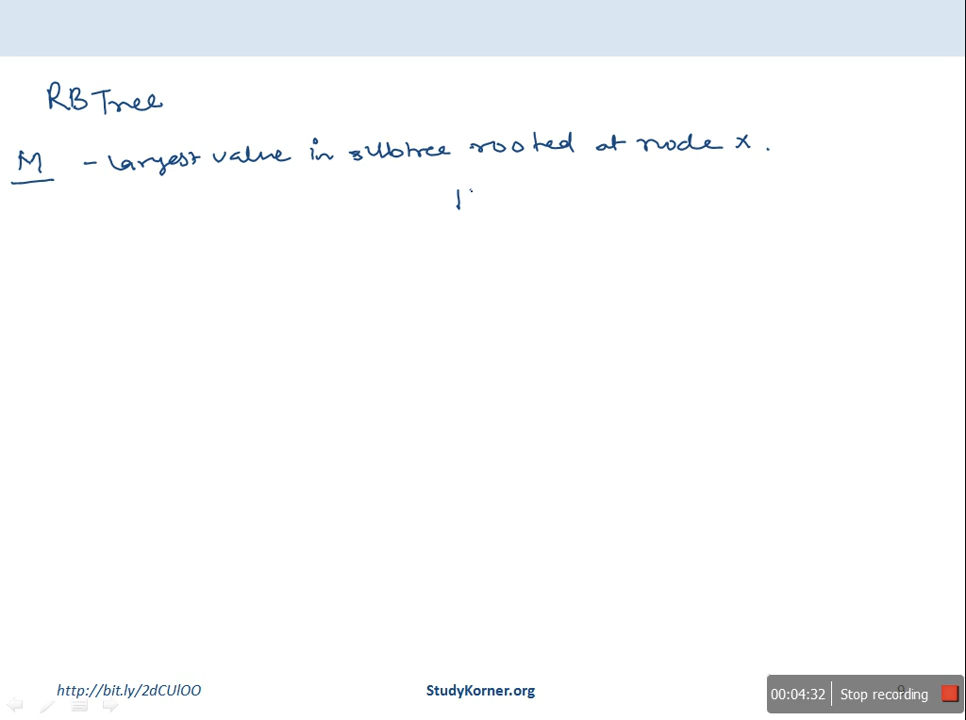 RB Tree
M - Largest value in subtree rooted at node x.
http://bit.ly/2dCUlOO
StudyKorner.org
00:04:32 Stop recording